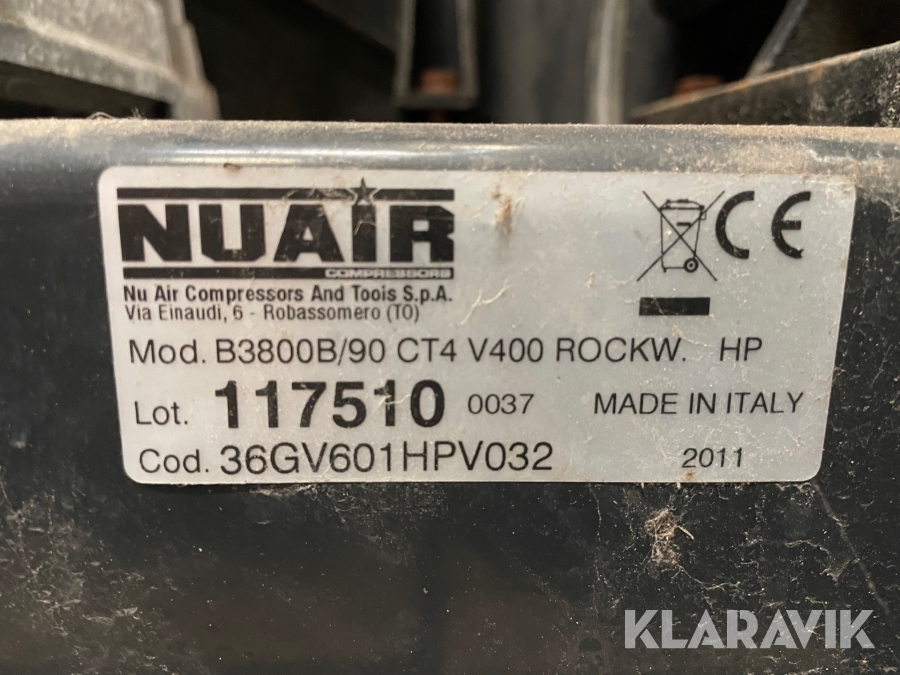 NUAIR
COMPRESSORS
Nu Air Compressors And Toois S.p.A.
Via Einaudi, 6 - Robassomero (TO)
CE
Mod. B3800B/90 CT4 V400 ROCKW. HP
Lot. 117510 0037 MADE IN ITALY
Cod. 36GV601HPV032 2011
KLARAVIK